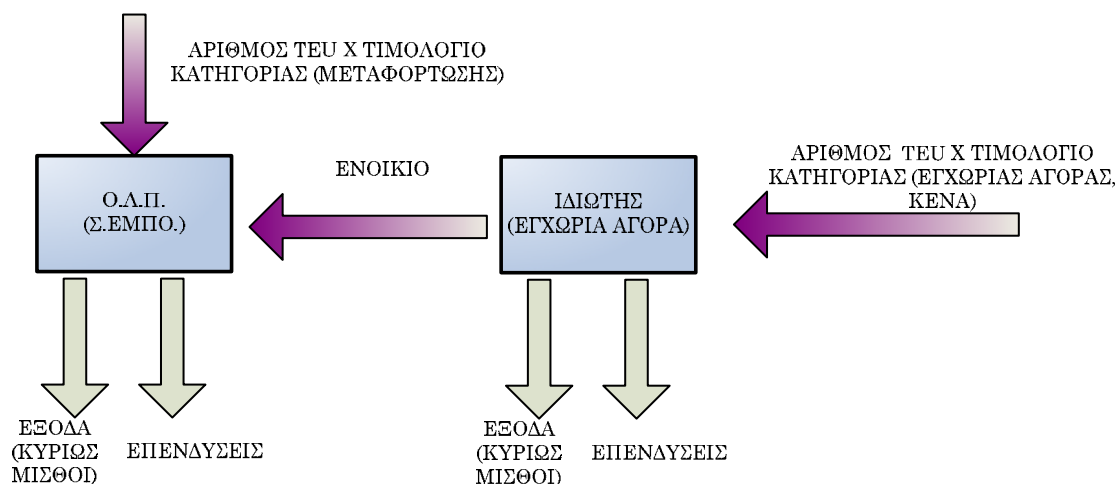 ΑΡΙΘΜΟΣ TEU X ΤΙΜΟΛΟΓΙΟ
ΚΑΤΗΓΟΡΙΑΣ (ΜΕΤΑΦΟΡΤΩΣΗΣ)
Ο.Λ.Π.
(Σ.ΕΜΠΟ.)
ΕΝΟΙΚΙΟ
ΙΔΙΩΤΗΣ
(ΕΓΧΩΡΙΑ ΑΓΟΡΑ)
ΑΡΙΘΜΟΣ TEU X ΤΙΜΟΛΟΓΙΟ
ΚΑΤΗΓΟΡΙΑΣ (ΕΓΧΩΡΙΑΣ ΑΓΟΡΑΣ,
ΚΕΝΑ)
ΕΞΟΔΑ
(ΚΥΡΙΩΣ
ΜΙΣΘΟΙ)
ΕΠΕΝΔΥΣΕΙΣ
ΕΞΟΔΑ
(ΚΥΡΙΩΣ
ΜΙΣΘΟΙ)
ΕΠΕΝΔΥΣΕΙΣ